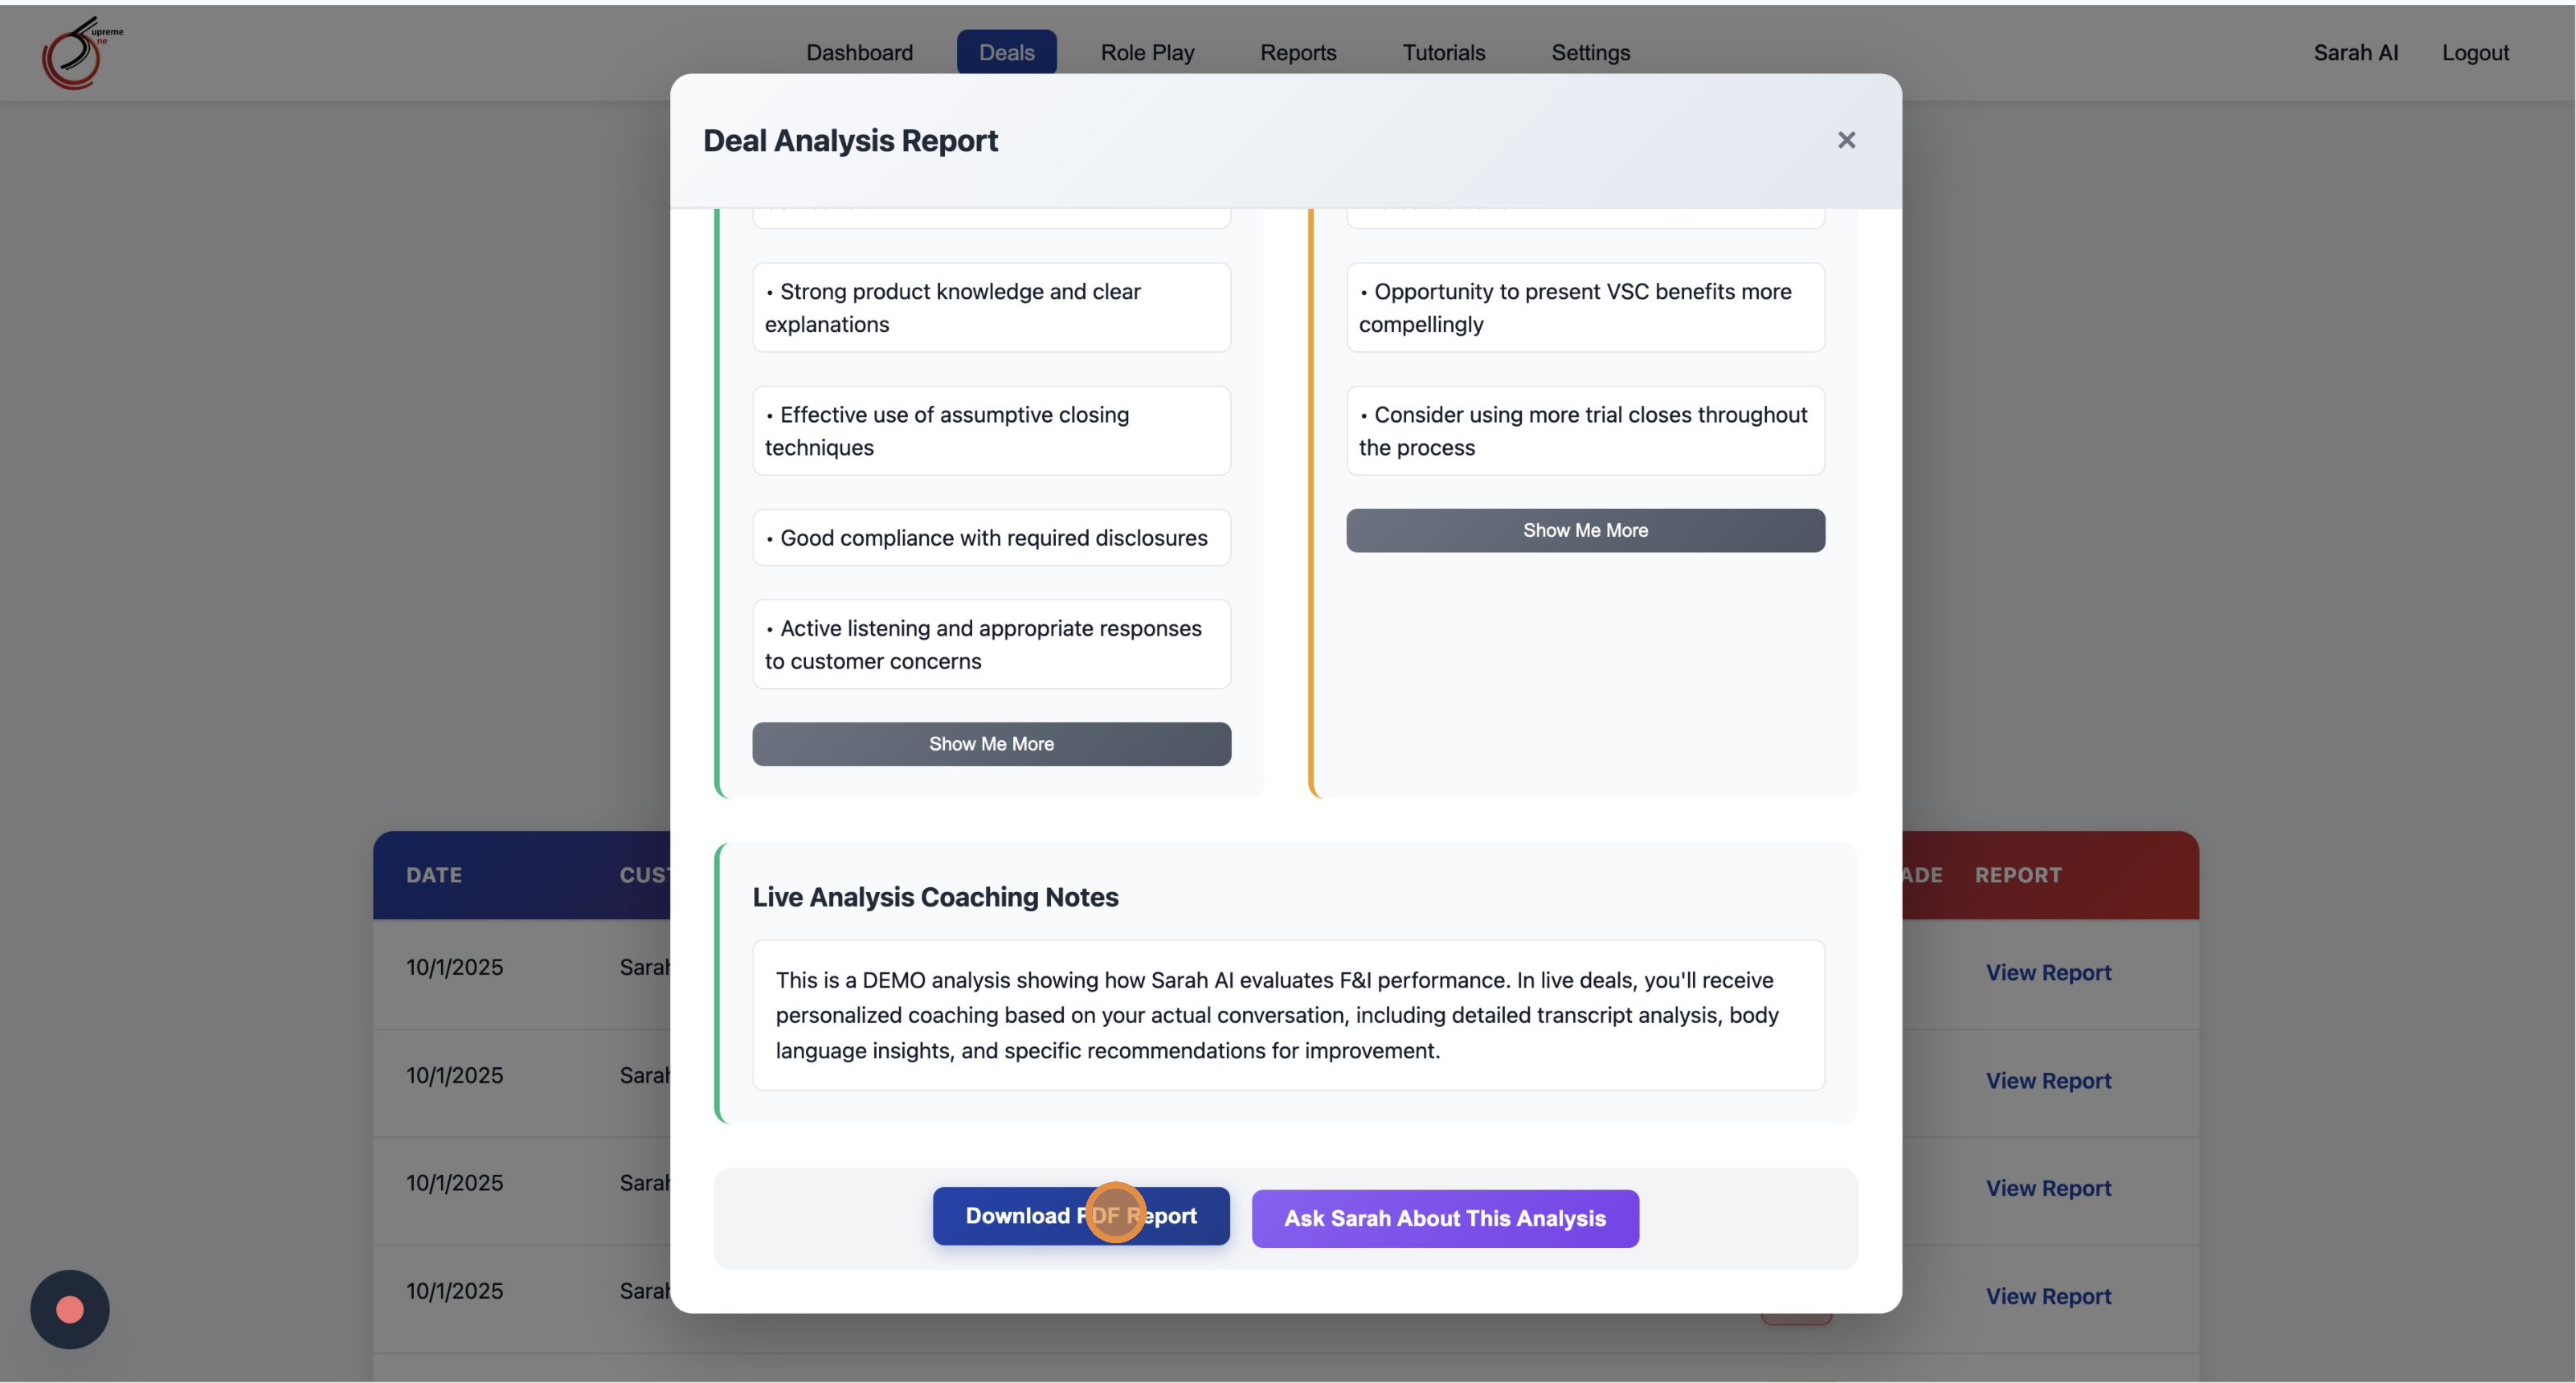 upreme
ne
Dashboard
Deals
Role Play
Reports
Tutorials
Settings
Sarah AI
Logout
Deal Analysis Report
×
• Strong product knowledge and clear
explanations
• Effective use of assumptive closing
techniques
• Good compliance with required disclosures
• Active listening and appropriate responses
to customer concerns
Show Me More
• Opportunity to present VSC benefits more
compellingly
• Consider using more trial closes throughout
the process
Show Me More
Live Analysis Coaching Notes
This is a DEMO analysis showing how Sarah AI evaluates F&I performance. In live deals, you'll receive
personalized coaching based on your actual conversation, including detailed transcript analysis, body
language insights, and specific recommendations for improvement.
Download PDF Report
Ask Sarah About This Analysis
DATE
CUST
ADE
REPORT
10/1/2025
Sarah
View Report
10/1/2025
Sarah
View Report
10/1/2025
Sarah
View Report
10/1/2025
Sarah
View Report